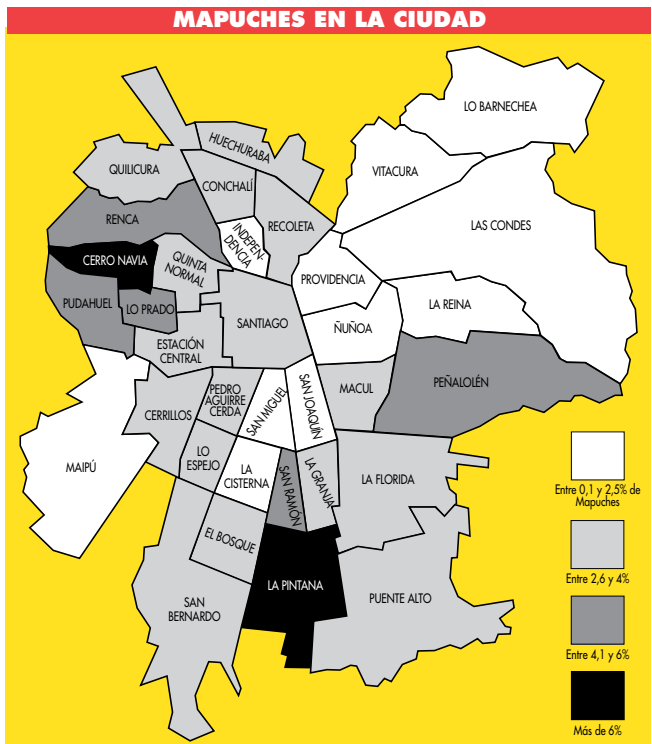 MAPUCHES EN LA CIUDAD
LO BARNECHEA
HUECHURABA
VITACURA
QUILICURA
CONCHALÍ
RENCA
RECOLETA
LAS CONDES
INDEPEN-
DENCIA
CERRO NAVIA
QUINTA
NORMAL
PROVIDENCIA
PUDAHUEL
LO PRADO
LA REINA
SANTIAGO
ÑUÑOA
ESTACIÓN
CENTRAL
PEDRO
AGUIRRE
CERDA
SAN MIGUEL
SAN JOAQUÍN
MACUL
PEÑALOLÉN
CERRILLOS
MAIPÚ
LO
ESPEJO
LA
CISTERNA
SAN RAMÓN
LA GRANJA
LA FLORIDA
EL BOSQUE
LA PINTANA
SAN
BERNARDO
PUENTE ALTO
Entre 0,1 y 2,5% de
Mapuches
Entre 2,6 y 4%
Entre 4,1 y 6%
Más de 6%